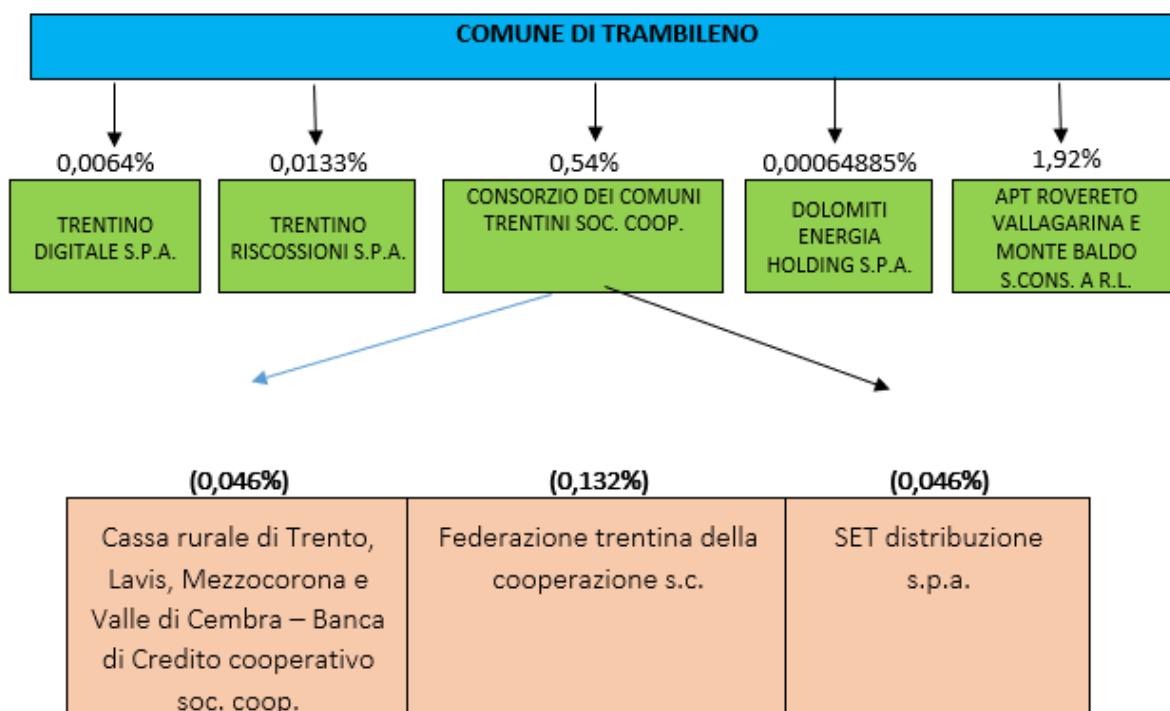 COMUNE DI TRAMBILENO
0,0064%
0,0133%
0,54%
0,00064885%
1,92%
TRENTINO
DIGITALE S.P.A.
TRENTINO
RISCOSSIONI S.P.A.
CONSORZIO DEI COMUNI
TRENTINI SOC. COOP.
DOLOMITI
ENERGIA
HOLDING S.P.A.
APT ROVERETO
VALLAGARINA E
MONTE BALDO
S.CONS. A R.L.
(0,046%)
(0,132%)
(0,046%)
Cassa rurale di Trento,
Lavis, Mezzocorona e
Valle di Cembra – Banca
di Credito cooperativo
soc. coop.
Federazione trentina della
cooperazione s.c.
SET distribuzione
s.p.a.